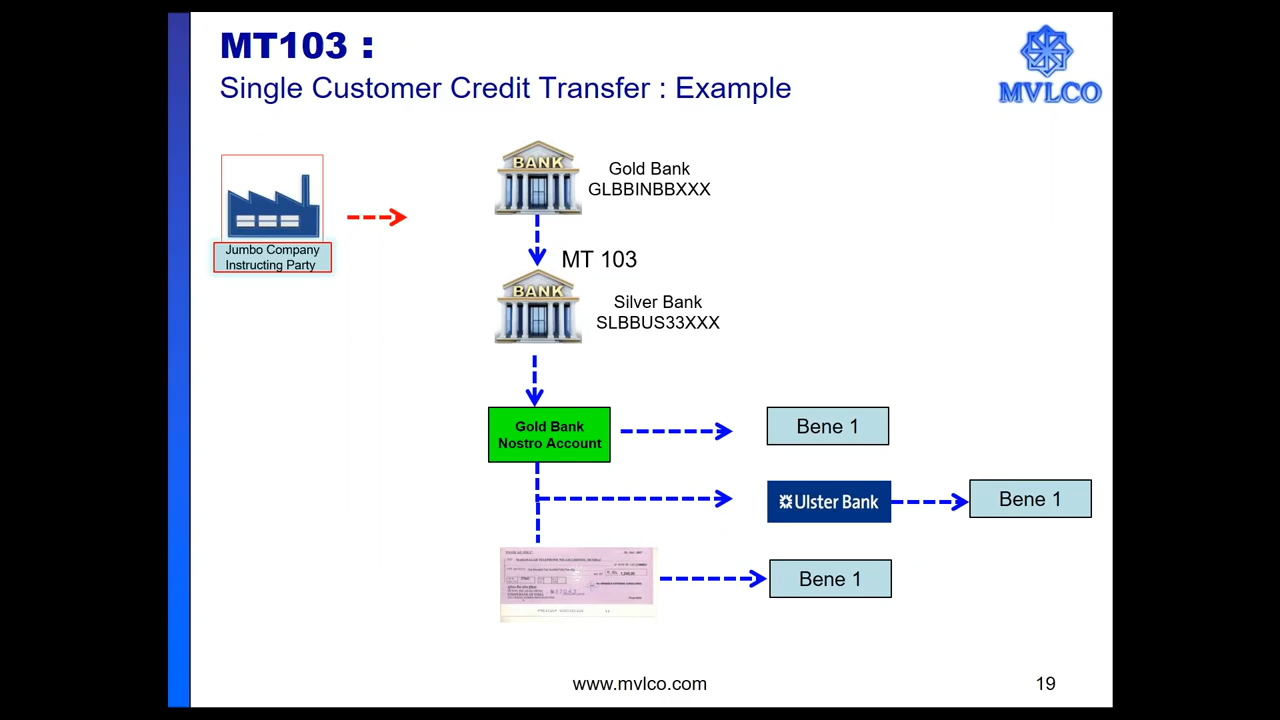 MT103 :
Single Customer Credit Transfer : Example
MVLCO
BANK
Gold Bank
GLBBINBBXXX
Jumbo Company
Instructing Party
MT 103
BANK
Silver Bank
SLBBUS33XXX
Gold Bank
Nostro Account
Bene 1
Ulster Bank
Bene 1
Bene 1
www.mvlco.com
19